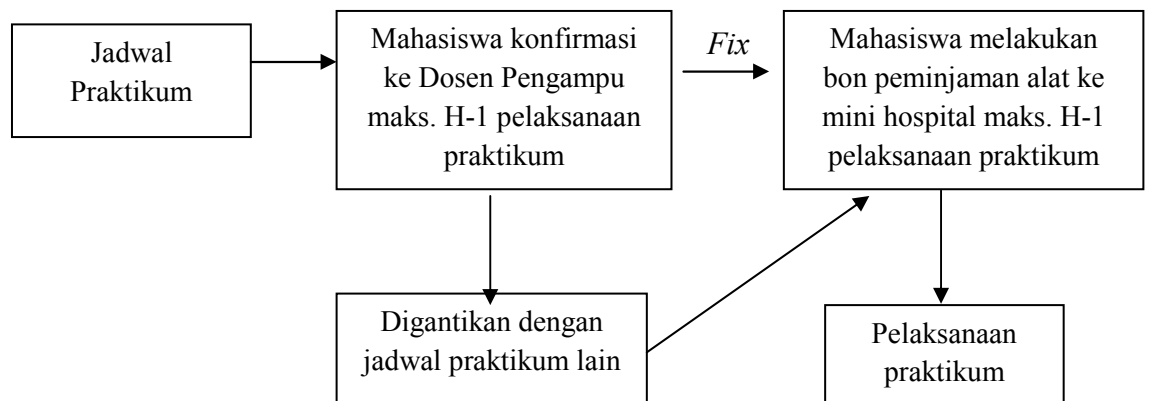 Jadwal
Praktikum
Mahasiswa konfirmasi
ke Dosen Pengampu
maks. H-1 pelaksanaan
praktikum
Fix
Mahasiswa melakukan
bon peminjaman alat ke
mini hospital maks. H-1
pelaksanaan praktikum
Digantikan dengan
jadwal praktikum lain
Pelaksanaan
praktikum